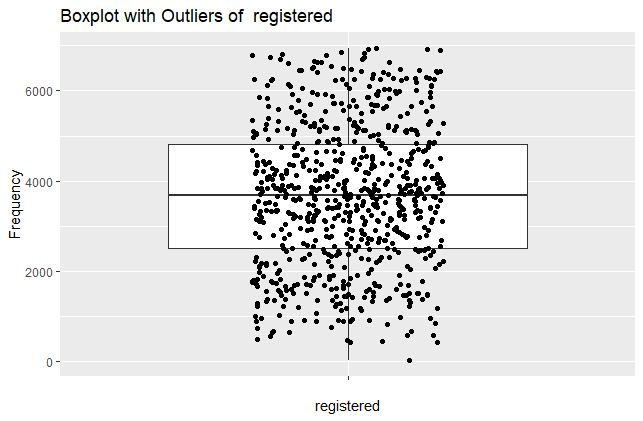 Boxplot with Outliers of  registered
Frequency
6000
4000
2000
0
registered